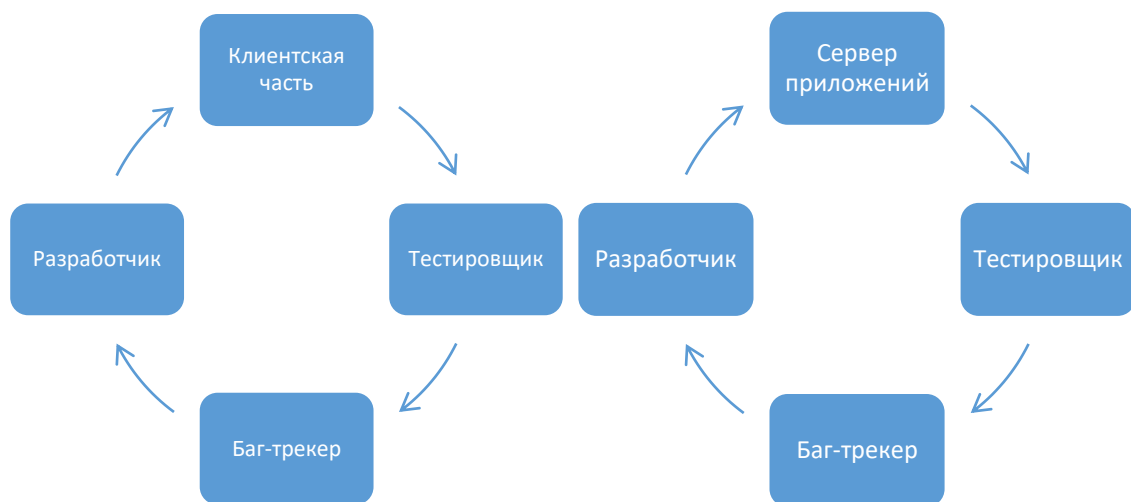 Клиентская
часть
Сервер
приложений
Разработчик
Тестировщик
Разработчик
Тестировщик
Баг-трекер
Баг-трекер